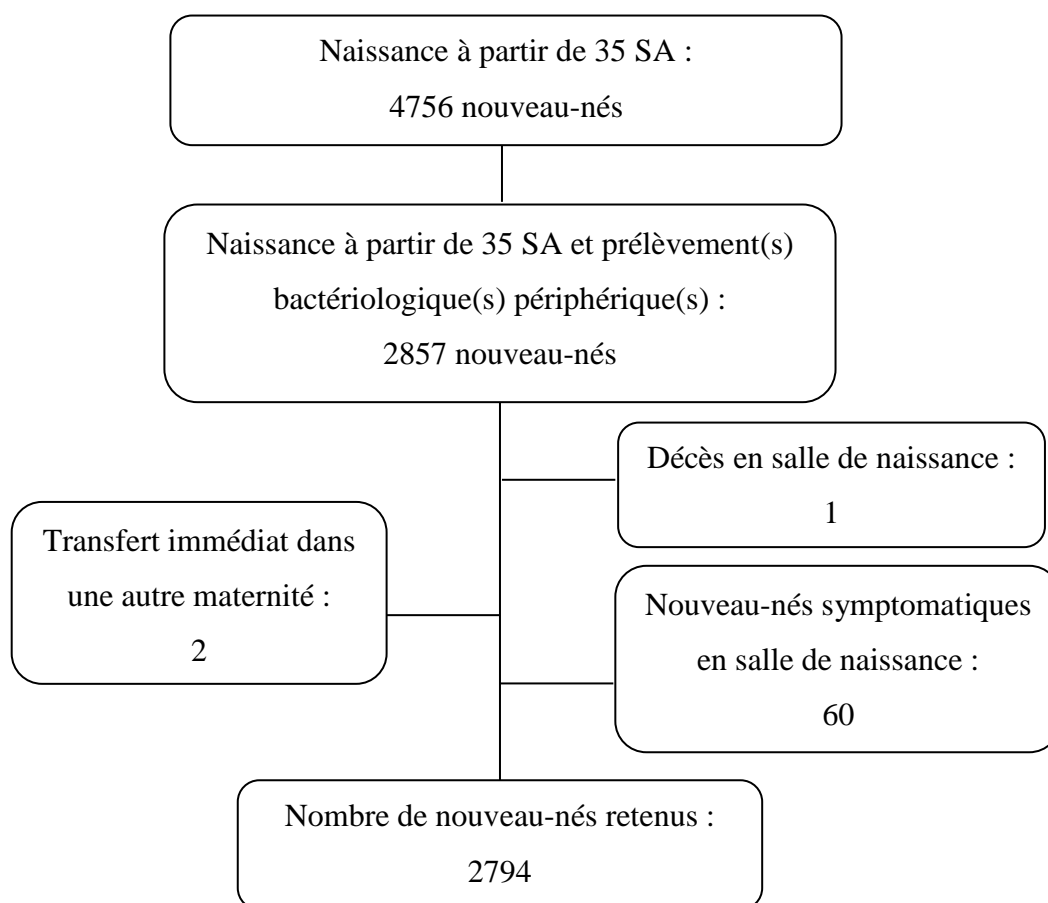 Naissance à partir de 35 SA :
4756 nouveau-nés
Naissance à partir de 35 SA et prélèvement(s)
bactériologique(s) périphérique(s) :
2857 nouveau-nés
Décès en salle de naissance :
1
Transfert immédiat dans
une autre maternité :
2
Nouveau-nés symptomatiques
en salle de naissance :
60
Nombre de nouveau-nés retenus :
2794